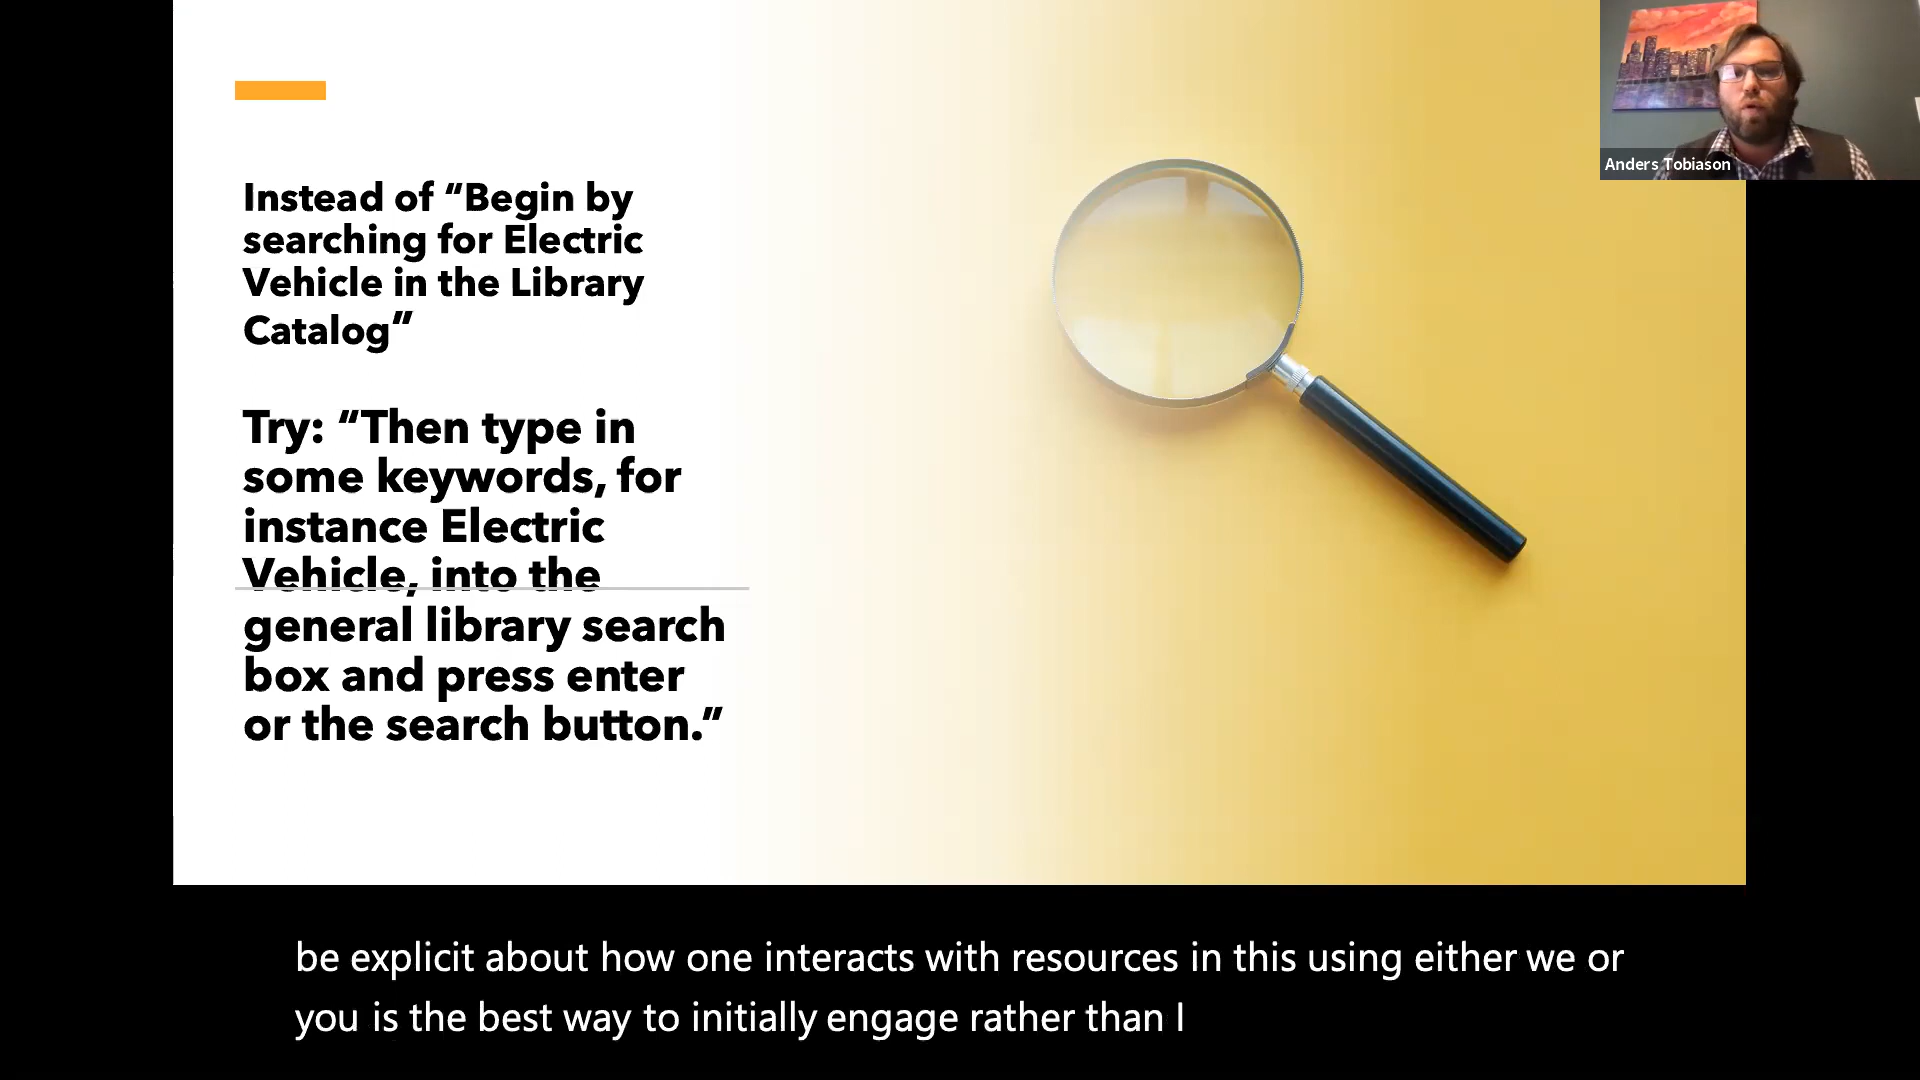 Instead of “Begin by
searching for Electric
Vehicle in the Library
Catalog”
Try: “Then type in
some keywords, for
instance Electric
Vehicle, into the
general library search
box and press enter
or the search button.”
Anders Tobiason
be explicit about how one interacts with resources in this using either we or
you is the best way to initially engage rather than I